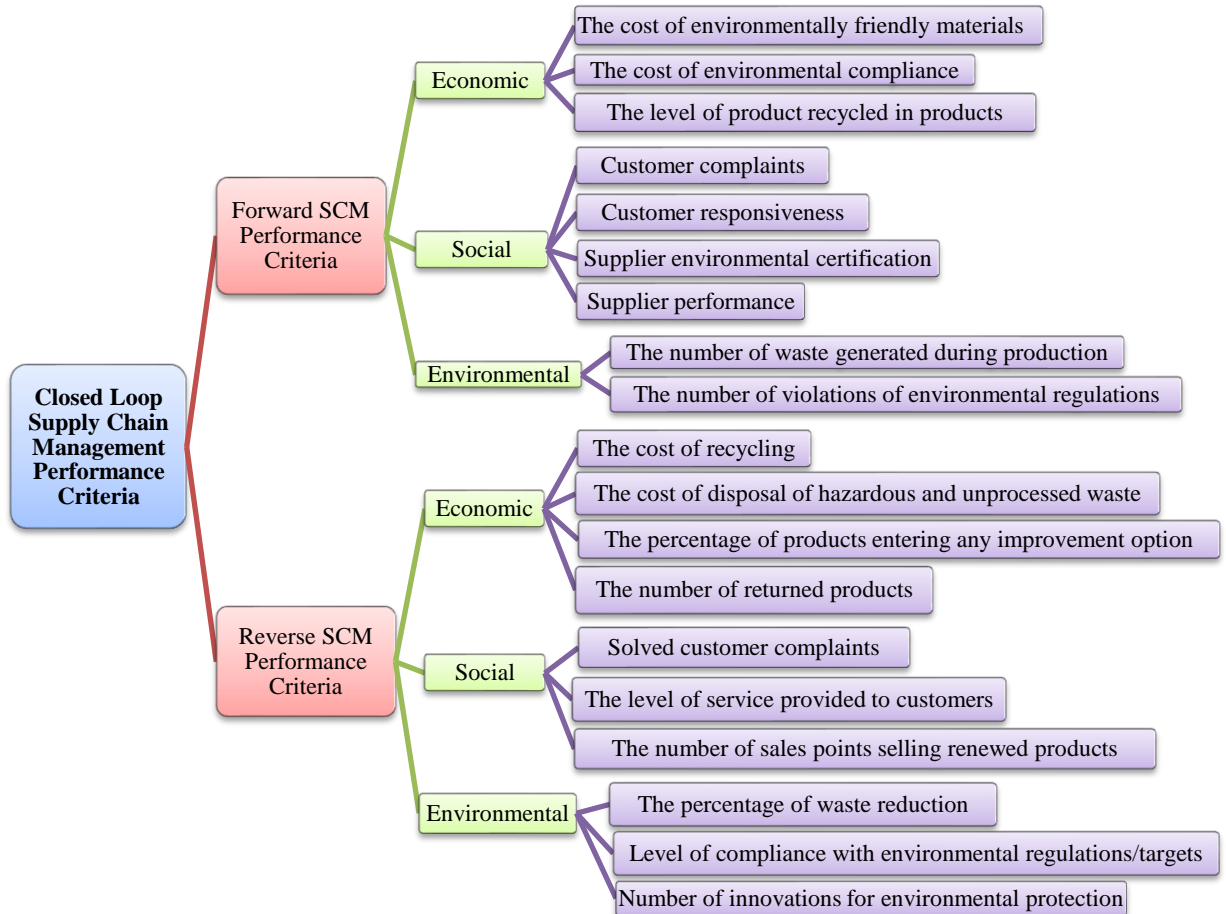 Closed Loop
Supply Chain
Management
Performance
Criteria
Forward SCM
Performance
Criteria
Economic
The cost of environmentally friendly materials
The cost of environmental compliance
The level of product recycled in products
Social
Customer complaints
Customer responsiveness
Supplier environmental certification
Supplier performance
Environmental
The number of waste generated during production
The number of violations of environmental regulations
Reverse SCM
Performance
Criteria
Economic
The cost of recycling
The cost of disposal of hazardous and unprocessed waste
The percentage of products entering any improvement option
The number of returned products
Social
Solved customer complaints
The level of service provided to customers
The number of sales points selling renewed products
Environmental
The percentage of waste reduction
Level of compliance with environmental regulations/targets
Number of innovations for environmental protection